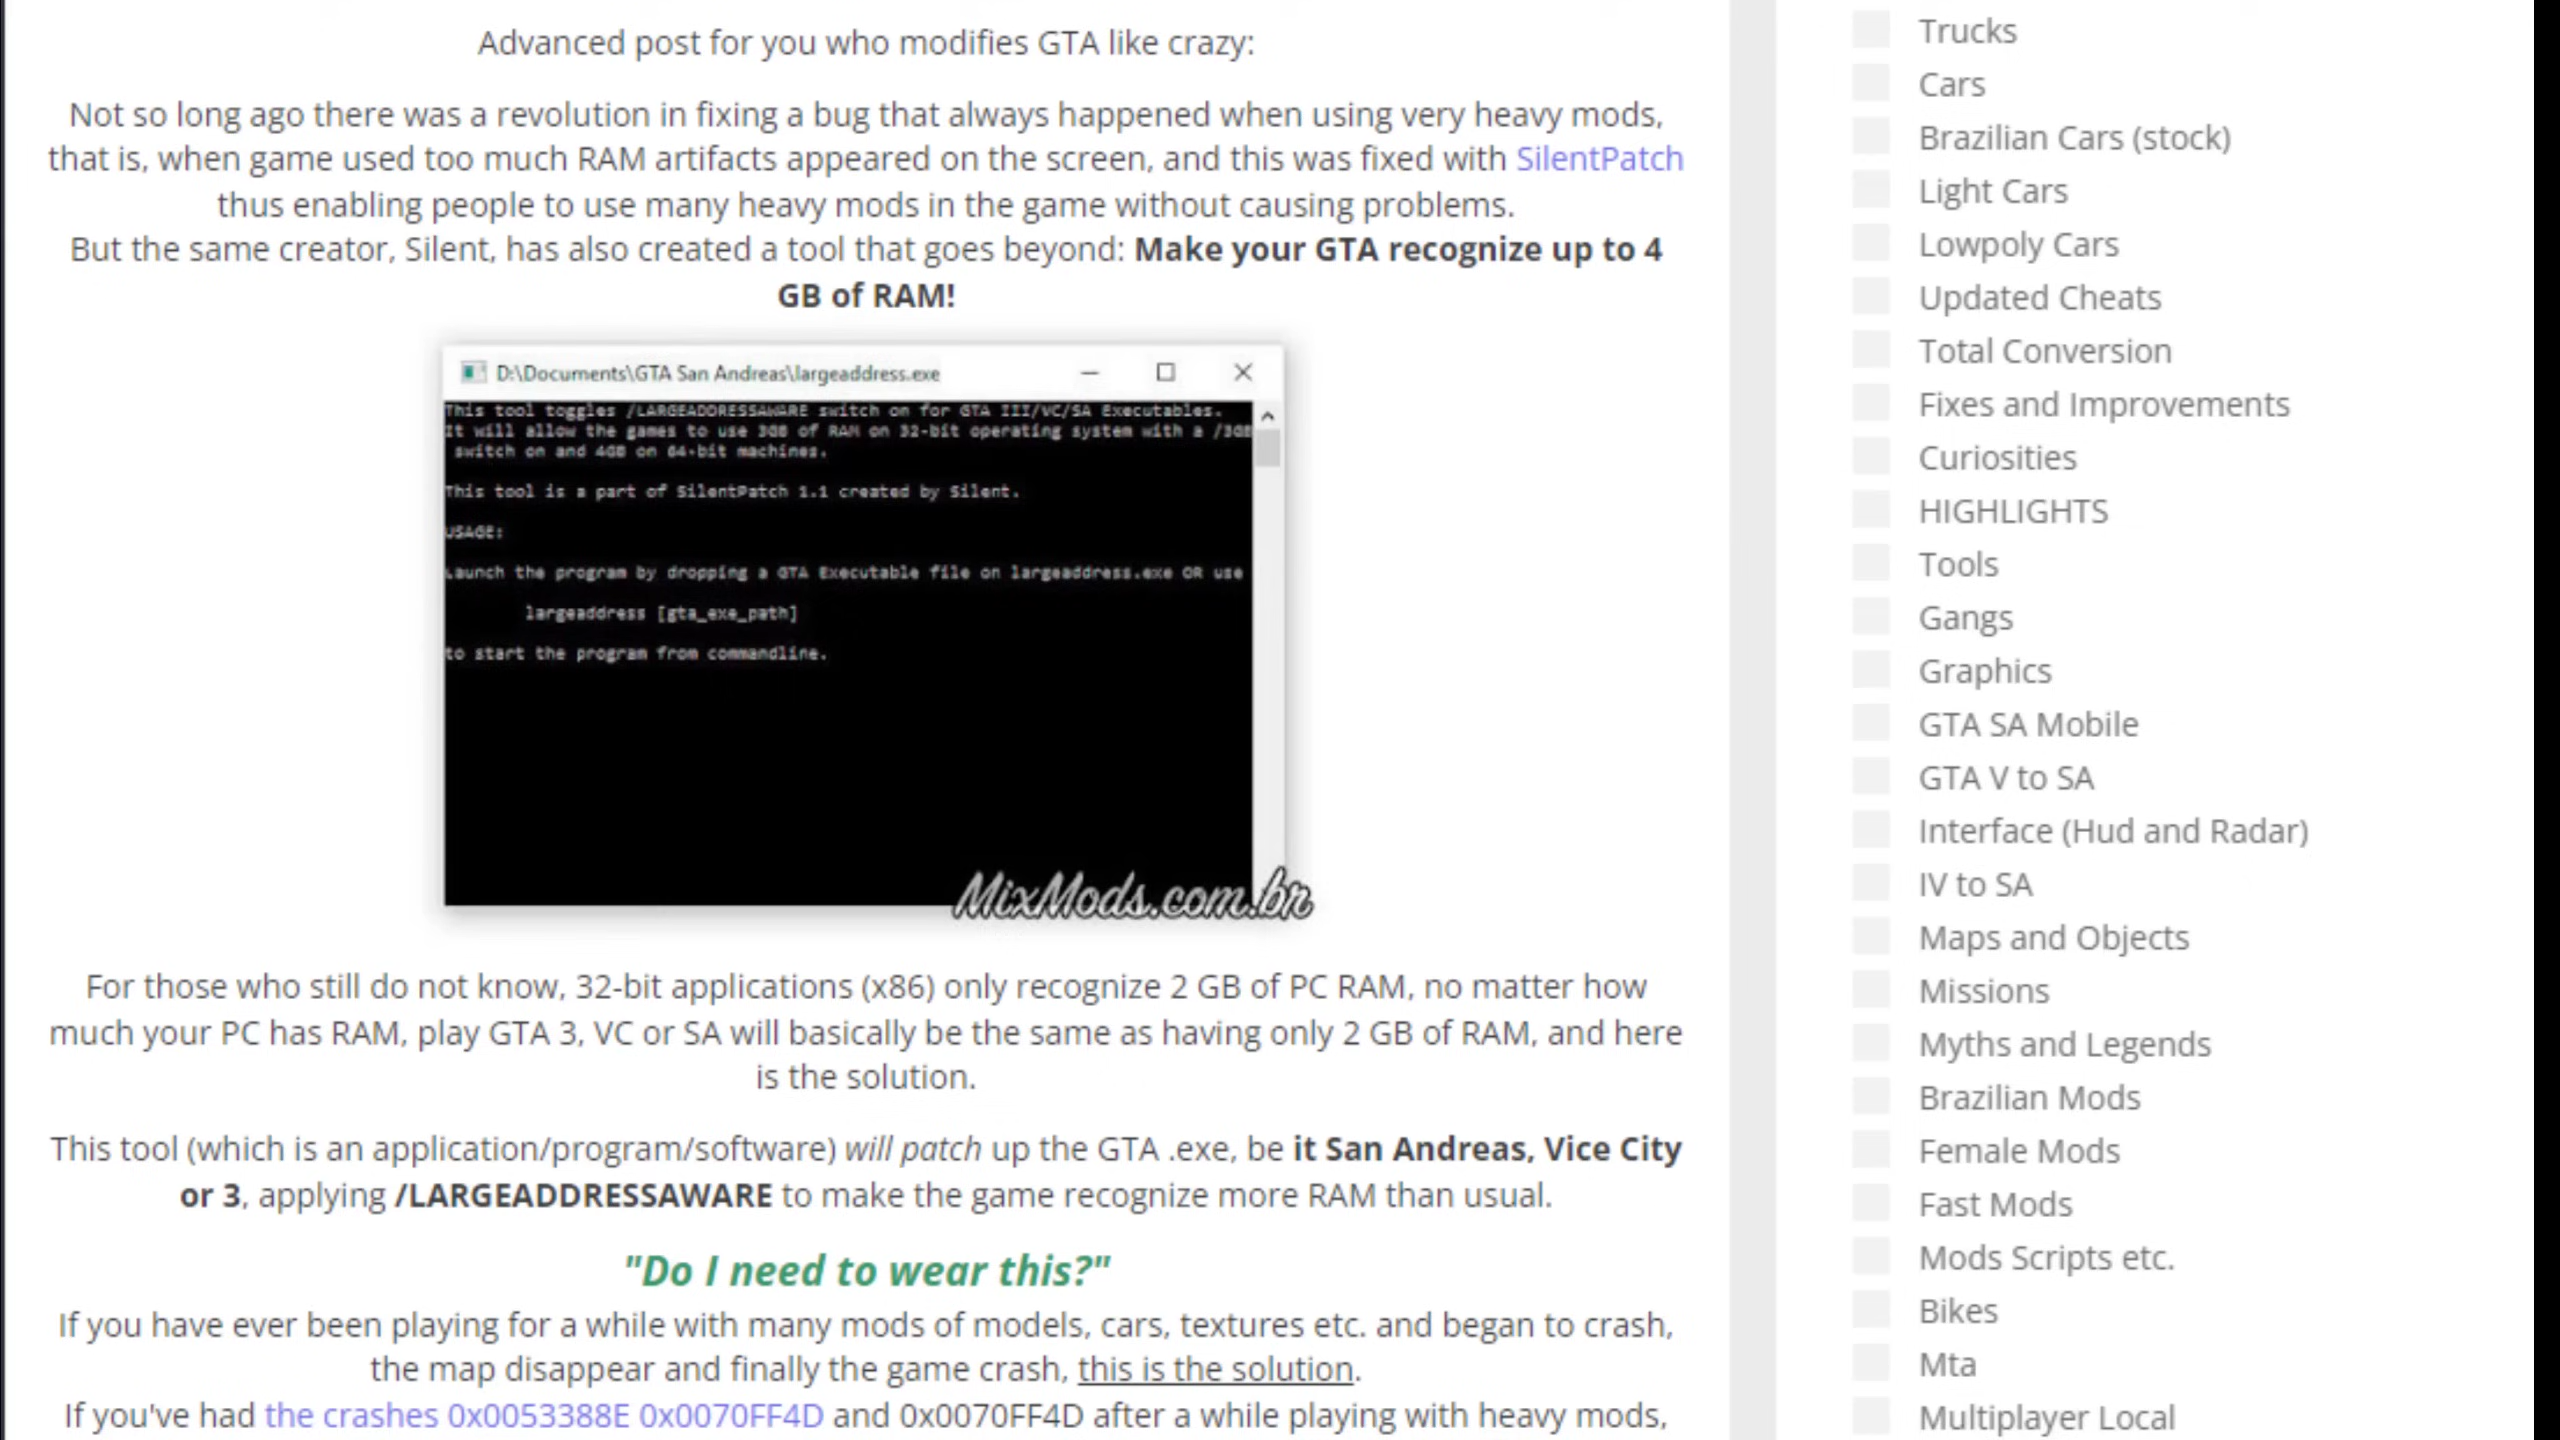 Advanced post for you who modifies GTA like crazy:
Not so long ago there was a revolution in fixing a bug that always happened when using very heavy mods,
that is, when game used too much RAM artifacts appeared on the screen, and this was fixed with SilentPatch
thus enabling people to use many heavy mods in the game without causing problems.
But the same creator, Silent, has also created a tool that goes beyond: Make your GTA recognize up to 4
GB of RAM!
D:\Documents\GTA San Andreas\largeaddress.exe
This tool toggles /LARGEADDRESSAWARE switch on for GTA III/VC/SA Executables.
It will allow the games to use 3GB of RAM on 32-bit operating system with a /3GB
switch on and 4GB on 64-bit machines.
This tool is a part of SilentPatch 1.1 created by Silent.
USAGE:
Launch the program by dropping a GTA Executable file on largeaddress.exe OR use
largeaddress [gta_exe_path]
to start the program from commandline.
MixMods.com.br
For those who still do not know, 32-bit applications (x86) only recognize 2 GB of PC RAM, no matter how
much your PC has RAM, play GTA 3, VC or SA will basically be the same as having only 2 GB of RAM, and here
is the solution.
This tool (which is an application/program/software) will patch up the GTA .exe, be it San Andreas, Vice City
or 3, applying /LARGEADDRESSAWARE to make the game recognize more RAM than usual.
"Do I need to wear this?"
If you have ever been playing for a while with many mods of models, cars, textures etc. and began to crash,
the map disappear and finally the game crash, this is the solution.
If you've had the crashes 0x0053388E 0x0070FF4D and 0x0070FF4D after a while playing with heavy mods,
Trucks
Cars
Brazilian Cars (stock)
Light Cars
Lowpoly Cars
Updated Cheats
Total Conversion
Fixes and Improvements
Curiosities
HIGHLIGHTS
Tools
Gangs
Graphics
GTA SA Mobile
GTA V to SA
Interface (Hud and Radar)
IV to SA
Maps and Objects
Missions
Myths and Legends
Brazilian Mods
Female Mods
Fast Mods
Mods Scripts etc.
Bikes
Mta
Multiplayer Local